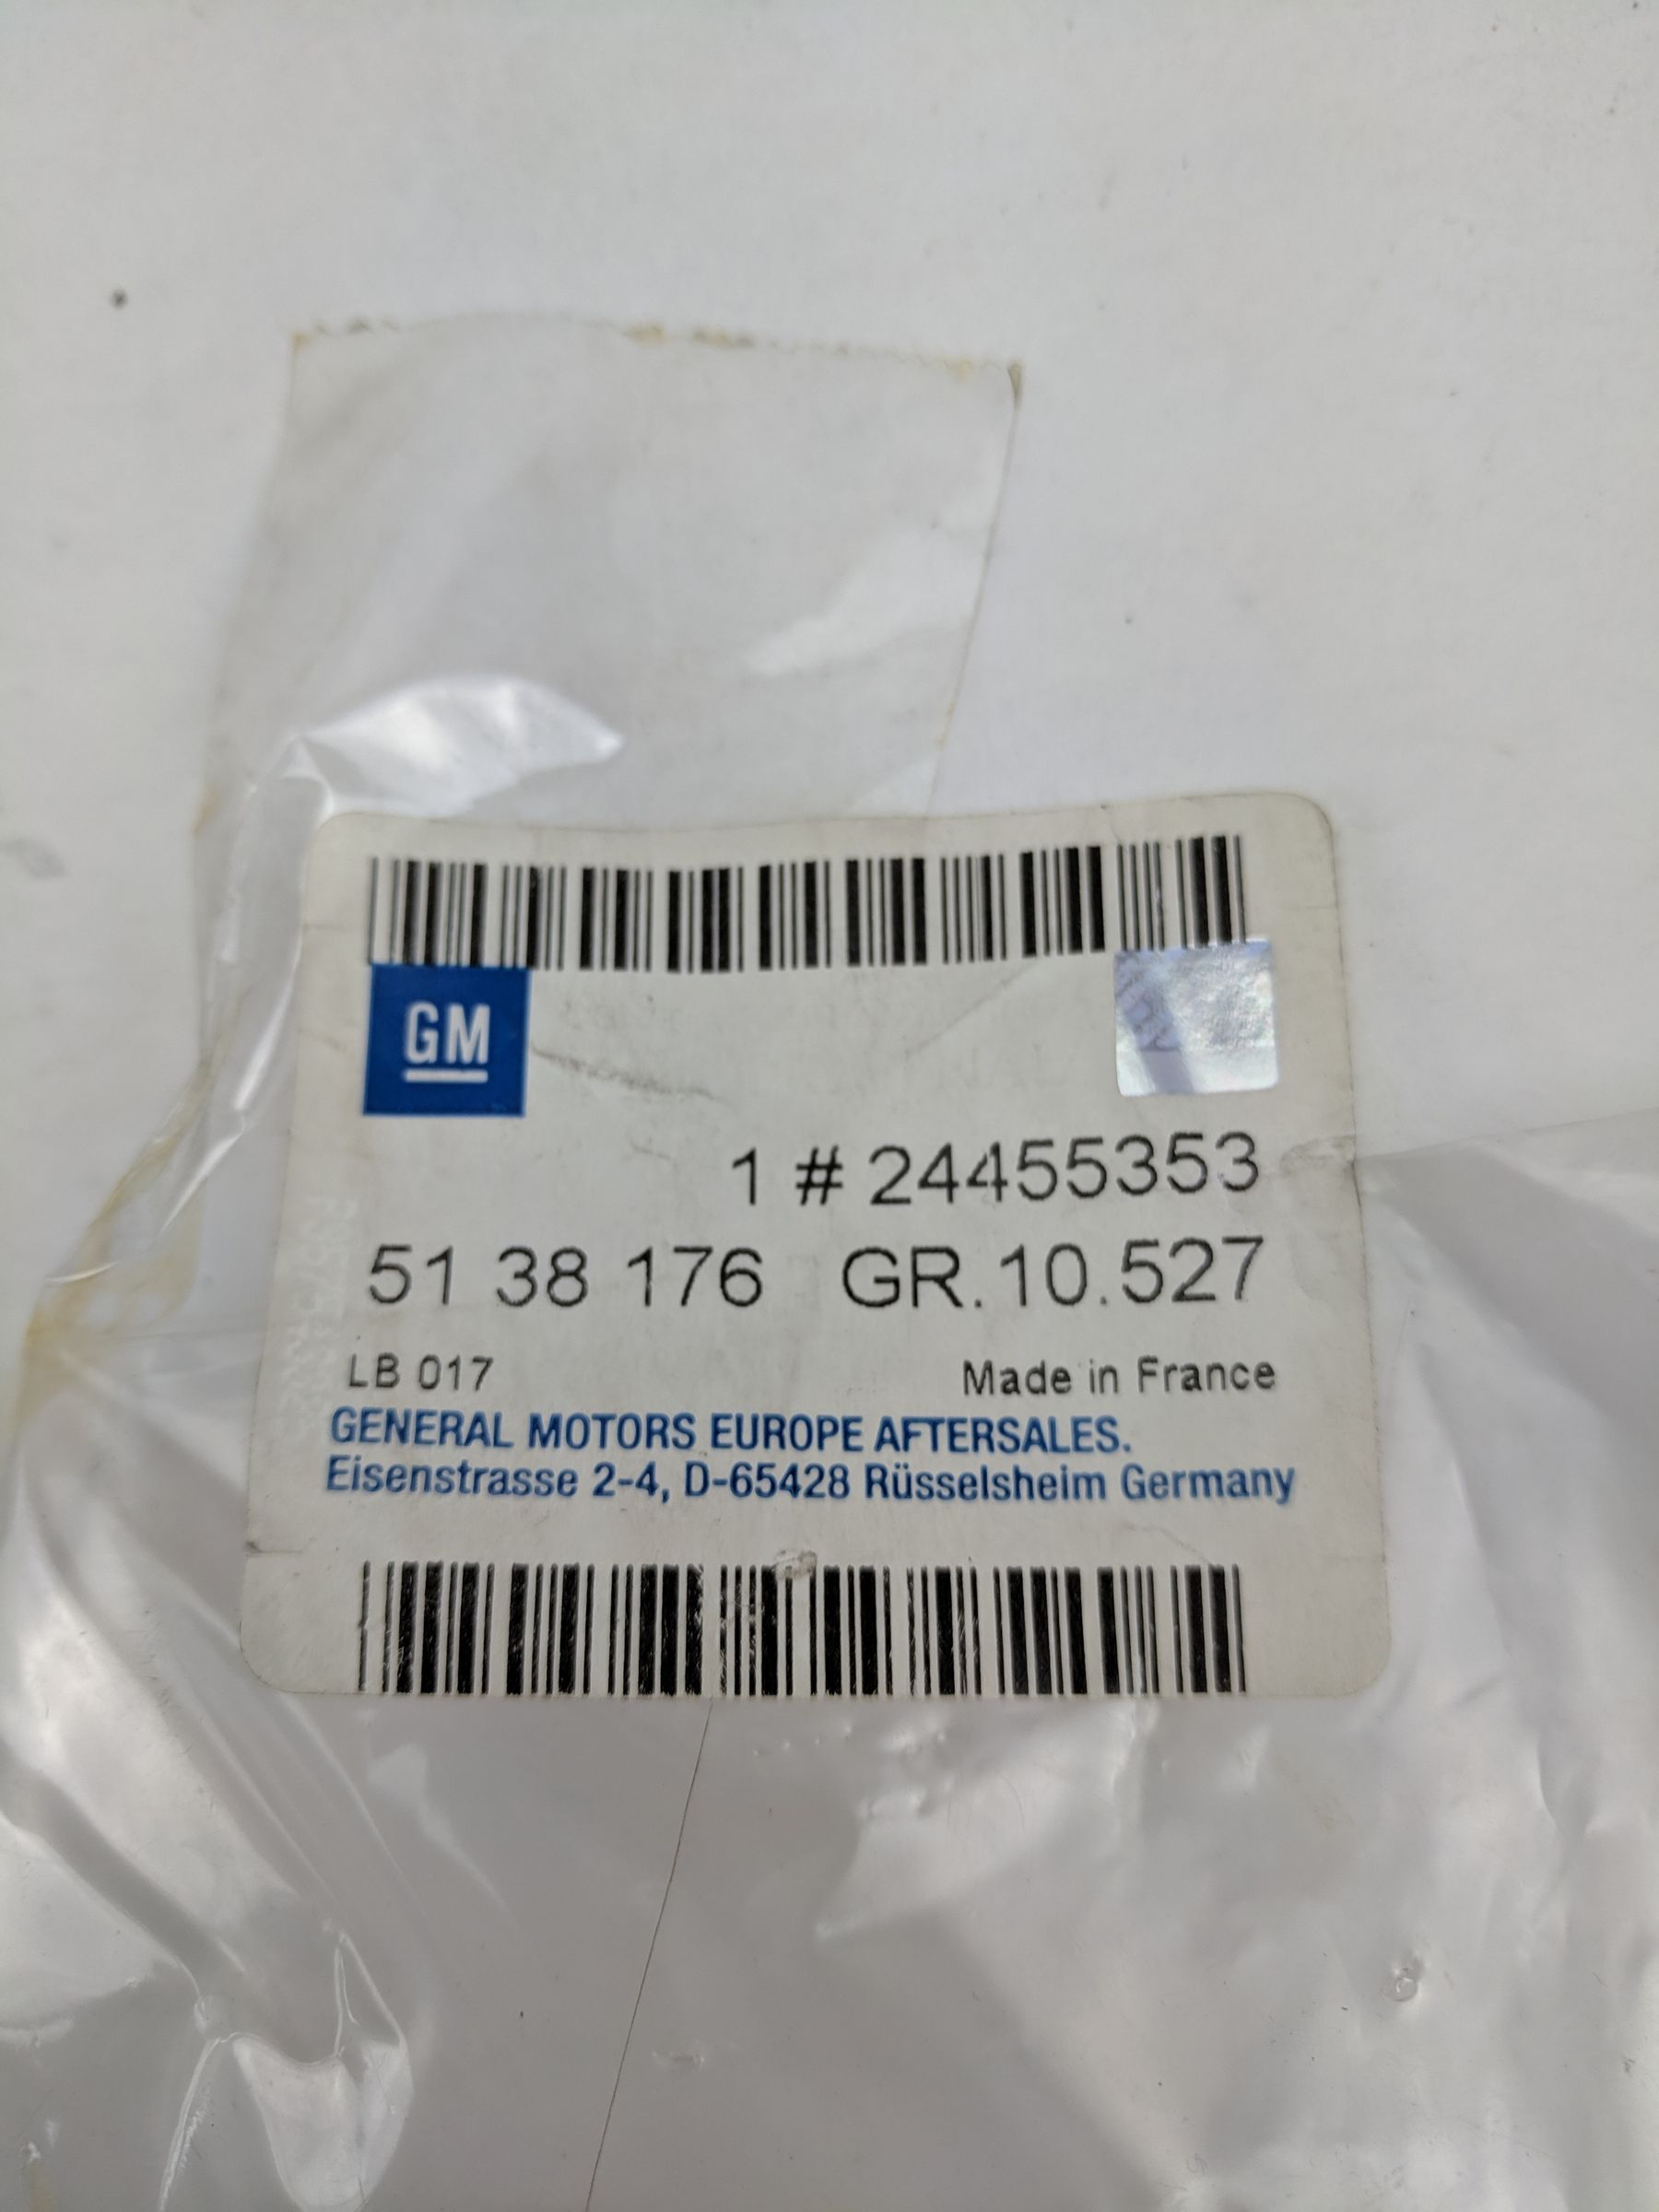 GM
1 # 24455353
51 38 176 GR.10.527
LB 017 Made in France
GENERAL MOTORS EUROPE AFTERSALES.
Eisenstrasse 2-4, D-65428 Rüsselsheim Germany